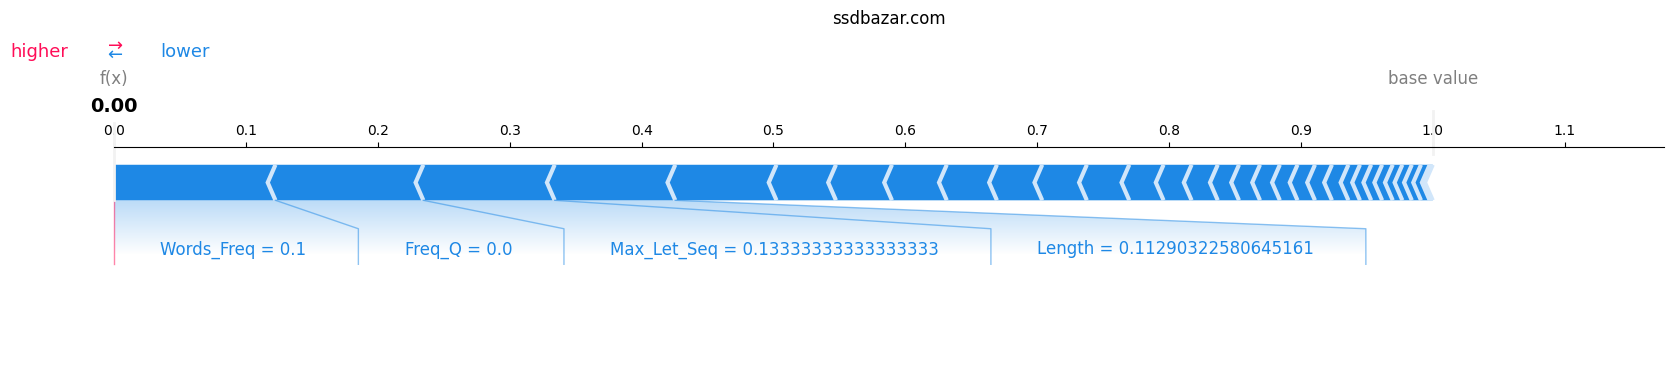 ssdbazar.com
higher ⇄ lower
f(x) base value
0.00
0.0 0.1 0.2 0.3 0.4 0.5 0.6 0.7 0.8 0.9 1.0 1.1
Words_Freq = 0.1 Freq_Q = 0.0 Max_Let_Seq = 0.13333333333333333 Length = 0.11290322580645161